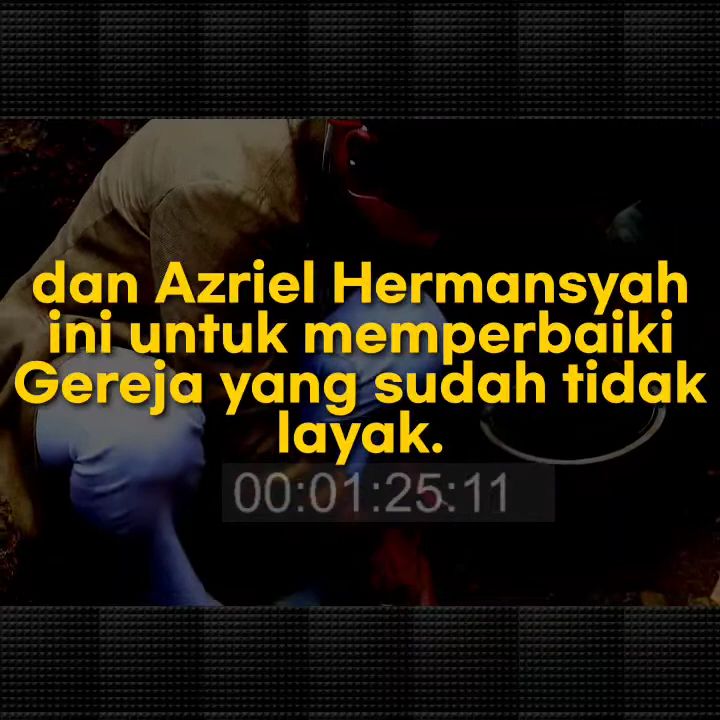 dan Azriel Hermansyah
ini untuk memperbaiki
Gereja yang sudah tidak
layak.
00:01:25:11